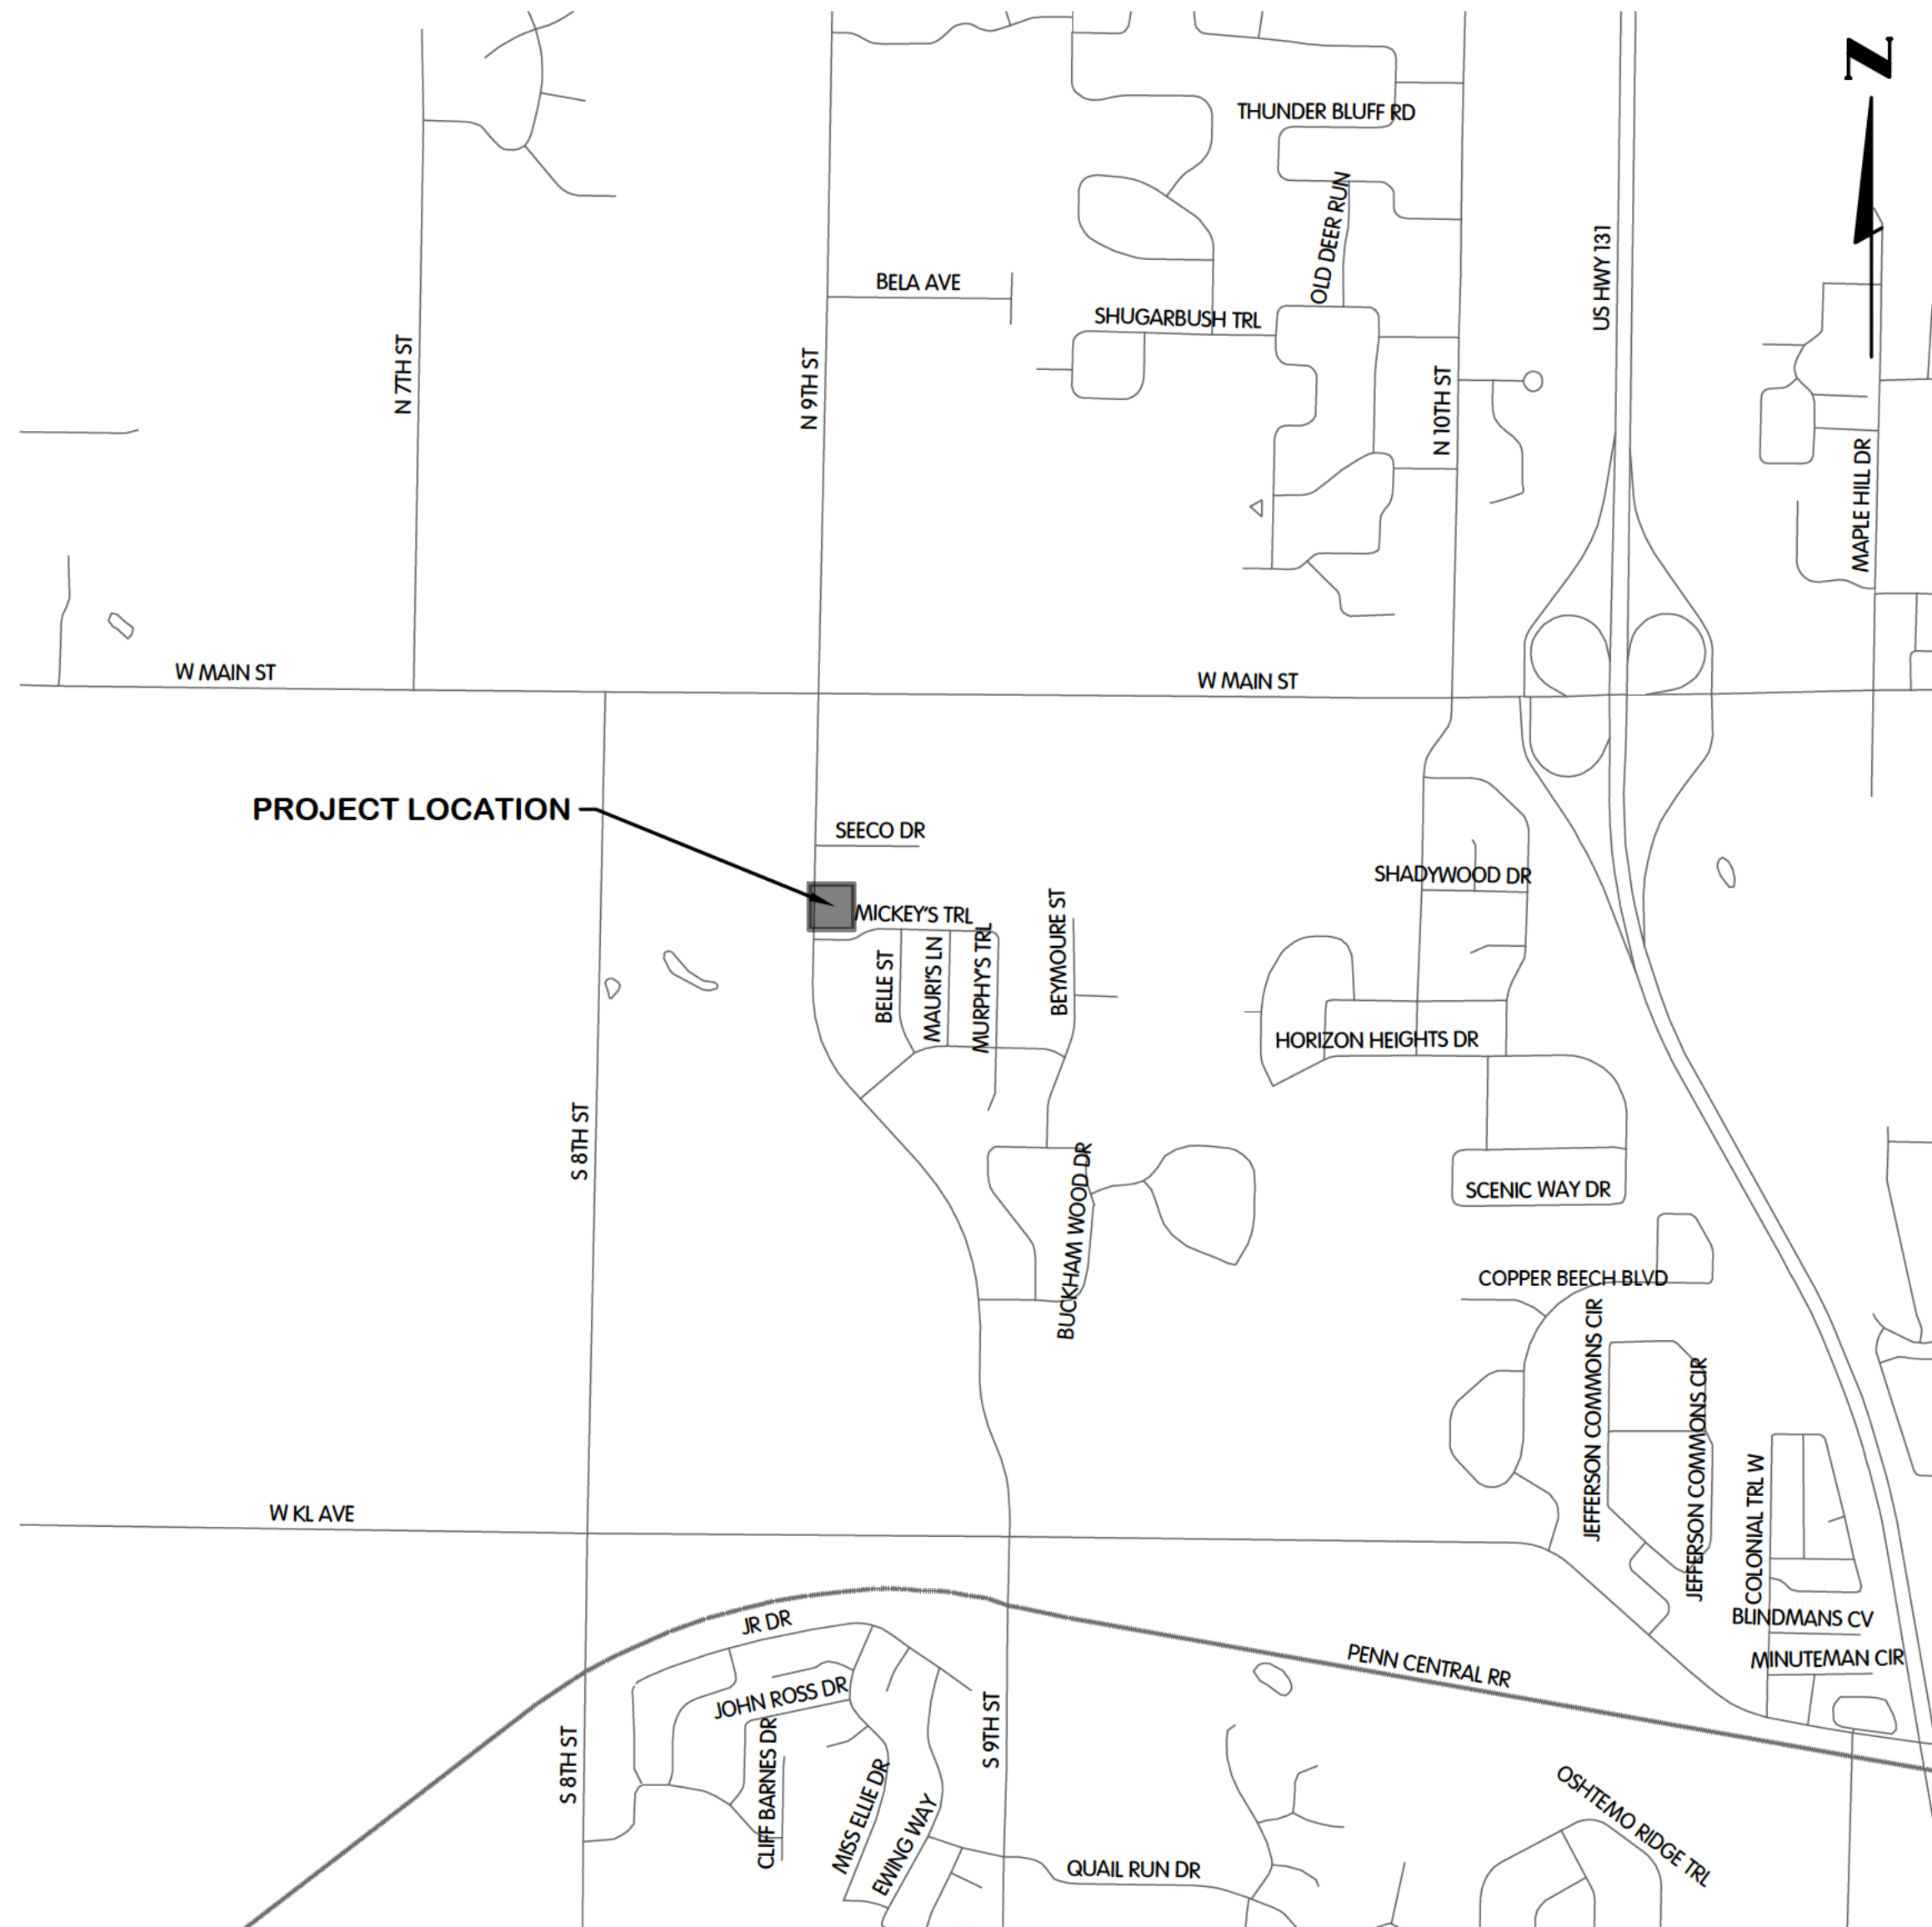 N
THUNDER BLUFF RD
OLD DEER RUN
US HWY 131
BELA AVE
SHUGARBUSH TRL
N 7TH ST
N 9TH ST
N 10TH ST
MAPLE HILL DR
W MAIN ST
W MAIN ST
PROJECT LOCATION
SEECO DR
SHADYWOOD DR
MICKEY'S TRL
BELLE ST
MAURI'S LN
MURPHY'S TRL
BEYMOURE ST
HORIZON HEIGHTS DR
S 8TH ST
SCENIC WAY DR
BUCKHAM WOOD DR
COPPER BEECH BLVD
JEFFERSON COMMONS CIR
JEFFERSON COMMONS CIR
COLONIAL TRL W
W KL AVE
BLINDMANS CV
JR DR
MINUTEMAN CIR
PENN CENTRAL RR
JOHN ROSS DR
S 9TH ST
S 8TH ST
CLIFF BARNES DR
MISS ELLIE DR
EWING WAY
OSHTEMO RIDGE TRL
QUAIL RUN DR